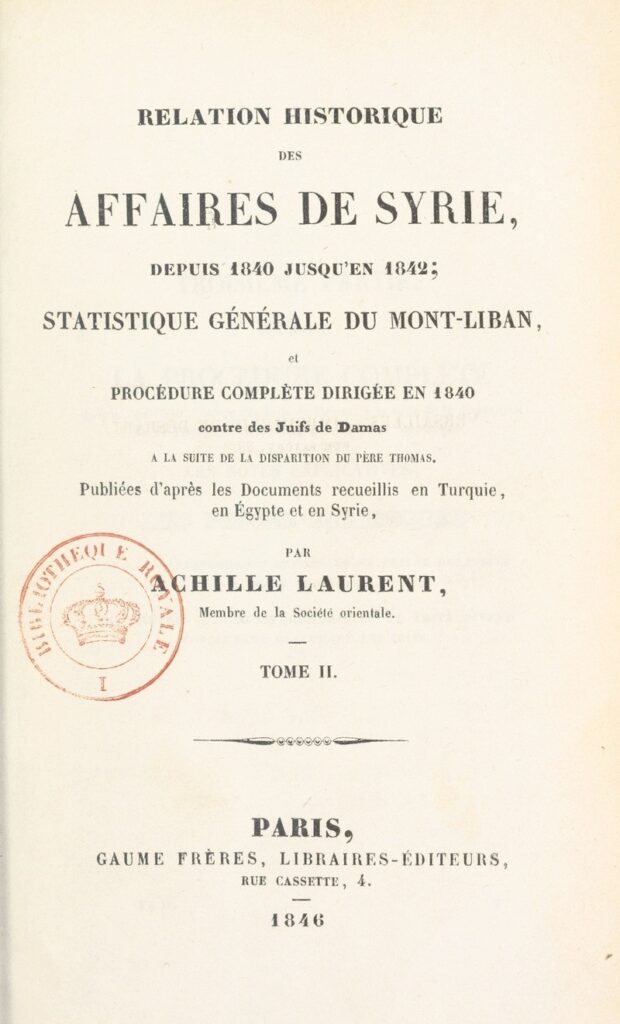 RELATION HISTORIQUE
DES
AFFAIRES DE SYRIE,
DEPUIS 1840 JUSQU'EN 1842;
STATISTIQUE GÉNÉRALE DU MONT-LIBAN,
et
PROCÉDURE COMPLÈTE DIRIGÉE EN 1840
contre des Juifs de Damas
A LA SUITE DE LA DISPARITION DU PÈRE THOMAS.
Publiées d'après les Documents recueillis en Turquie,
en Égypte et en Syrie,
PAR
ACHILLE LAURENT,
Membre de la Société orientale.
BIBLIOTHEQUE ROYALE
I
TOME II.
PARIS,
GAUME FRÈRES, LIBRAIRES-ÉDITEURS,
RUE CASSETTE, 4.
1846